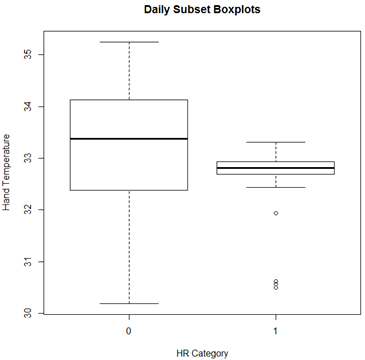 Daily Subset Boxplots
35
34
33
32
31
30
Hand Temperature
0 1
HR Category